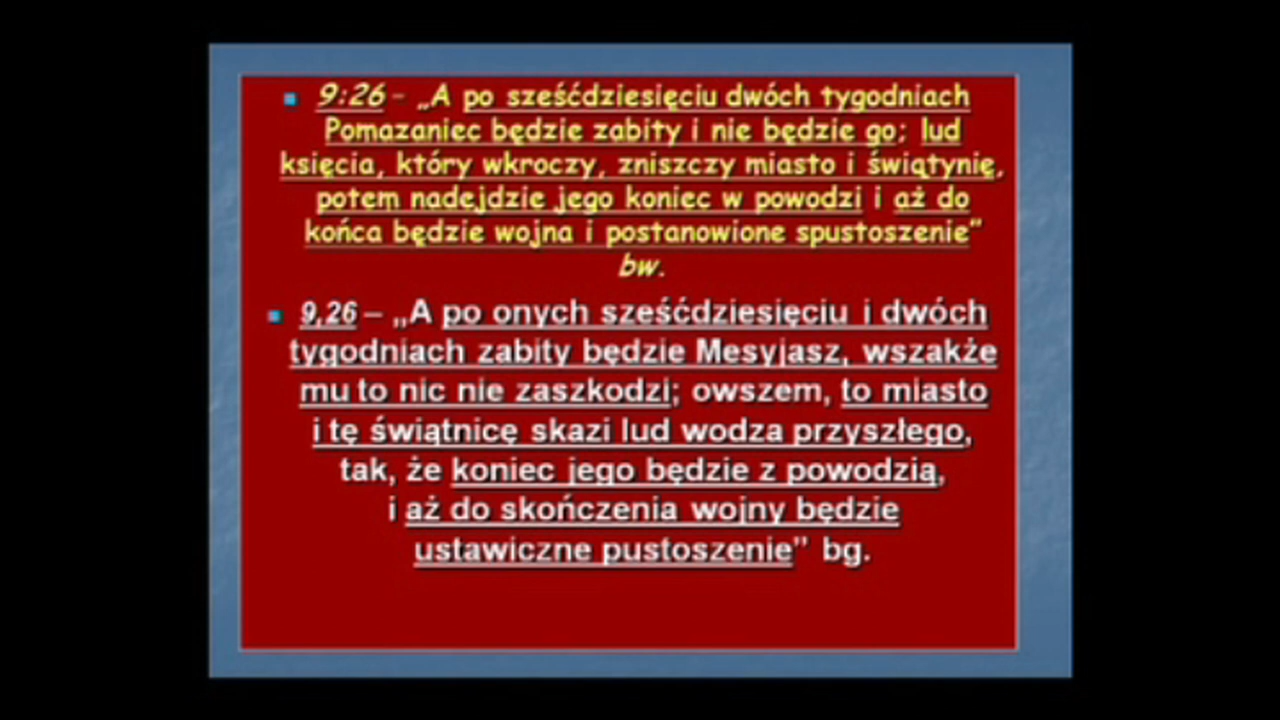 9:26 - „A po sześćdziesięciu dwóch tygodniach
Pomazaniec będzie zabity i nie będzie go; lud
księcia, który wkroczy, zniszczy miasto i świątynię,
potem nadejdzie jego koniec w powodzi i aż do
końca będzie wojna i postanowione spustoszenie”
bw.
9,26 – „A po onych sześćdziesięciu i dwóch
tygodniach zabity będzie Mesyjasz, wszakże
mu to nic nie zaszkodzi; owszem, to miasto
i tę świątnicę skazi lud wodza przyszłego,
tak, że koniec jego będzie z powodzią,
i aż do skończenia wojny będzie
ustawiczne pustoszenie” bg.